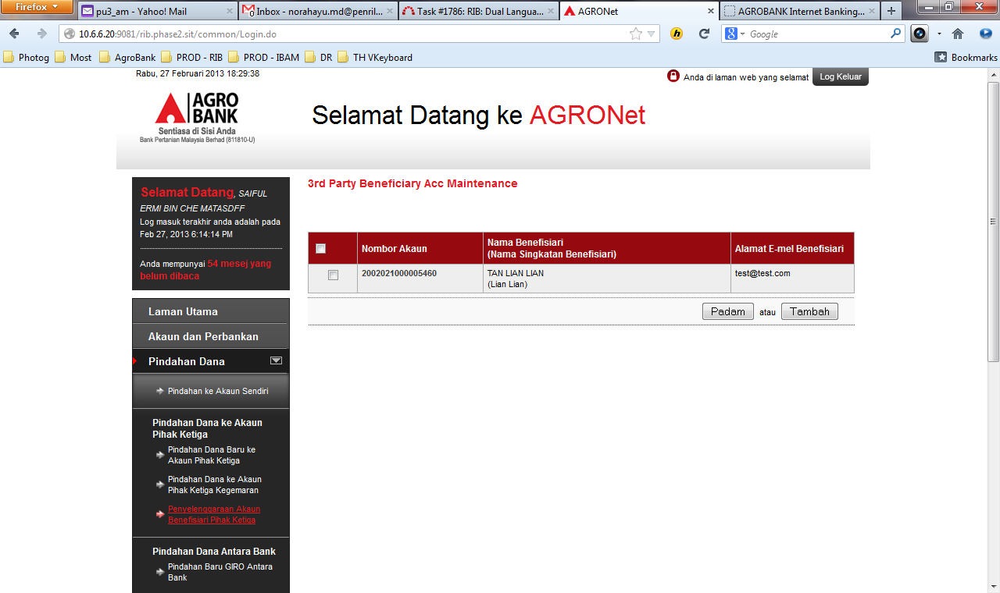 Firefox
pu3_am - Yahoo! Mail
Inbox - norahayu.md@penril...
Task #1786: RIB: Dual Langua...
AGRONet
AGROBANK Internet Banking...
10.6.6.20:9081/rib.phase2.sit/common/Login.do
Google
Photog
Most
AgroBank
PROD - RIB
PROD - IBAM
DR
TH VKeyboard
Bookmarks
Rabu, 27 Februari 2013 18:29:38
Anda di laman web yang selamat
Log Keluar
AGRO
BANK
Sentiasa di Sisi Anda
Bank Pertanian Malaysia Berhad (811810-U)
Selamat Datang ke AGRONet
Selamat Datang, SAIFUL
ERMI BIN CHE MATASDFF
Log masuk terakhir anda adalah pada
Feb 27, 2013 6:14:14 PM
Anda mempunyai 54 mesej yang
belum dibaca
Laman Utama
Akaun dan Perbankan
Pindahan Dana
Pindahan ke Akaun Sendiri
Pindahan Dana ke Akaun
Pihak Ketiga
Pindahan Dana Baru ke
Akaun Pihak Ketiga
Pindahan Dana ke Akaun
Pihak Ketiga Kegemaran
Penyelenggaraan Akaun
Benefisiari Pihak Ketiga
Pindahan Dana Antara Bank
Pindahan Baru GIRO Antara
Bank
3rd Party Beneficiary Acc Maintenance
Nombor Akaun
Nama Benefisiari
(Nama Singkatan Benefisiari)
Alamat E-mel Benefisiari
2002021000005460
TAN LIAN LIAN
(Lian Lian)
test@test.com
Padam atau Tambah